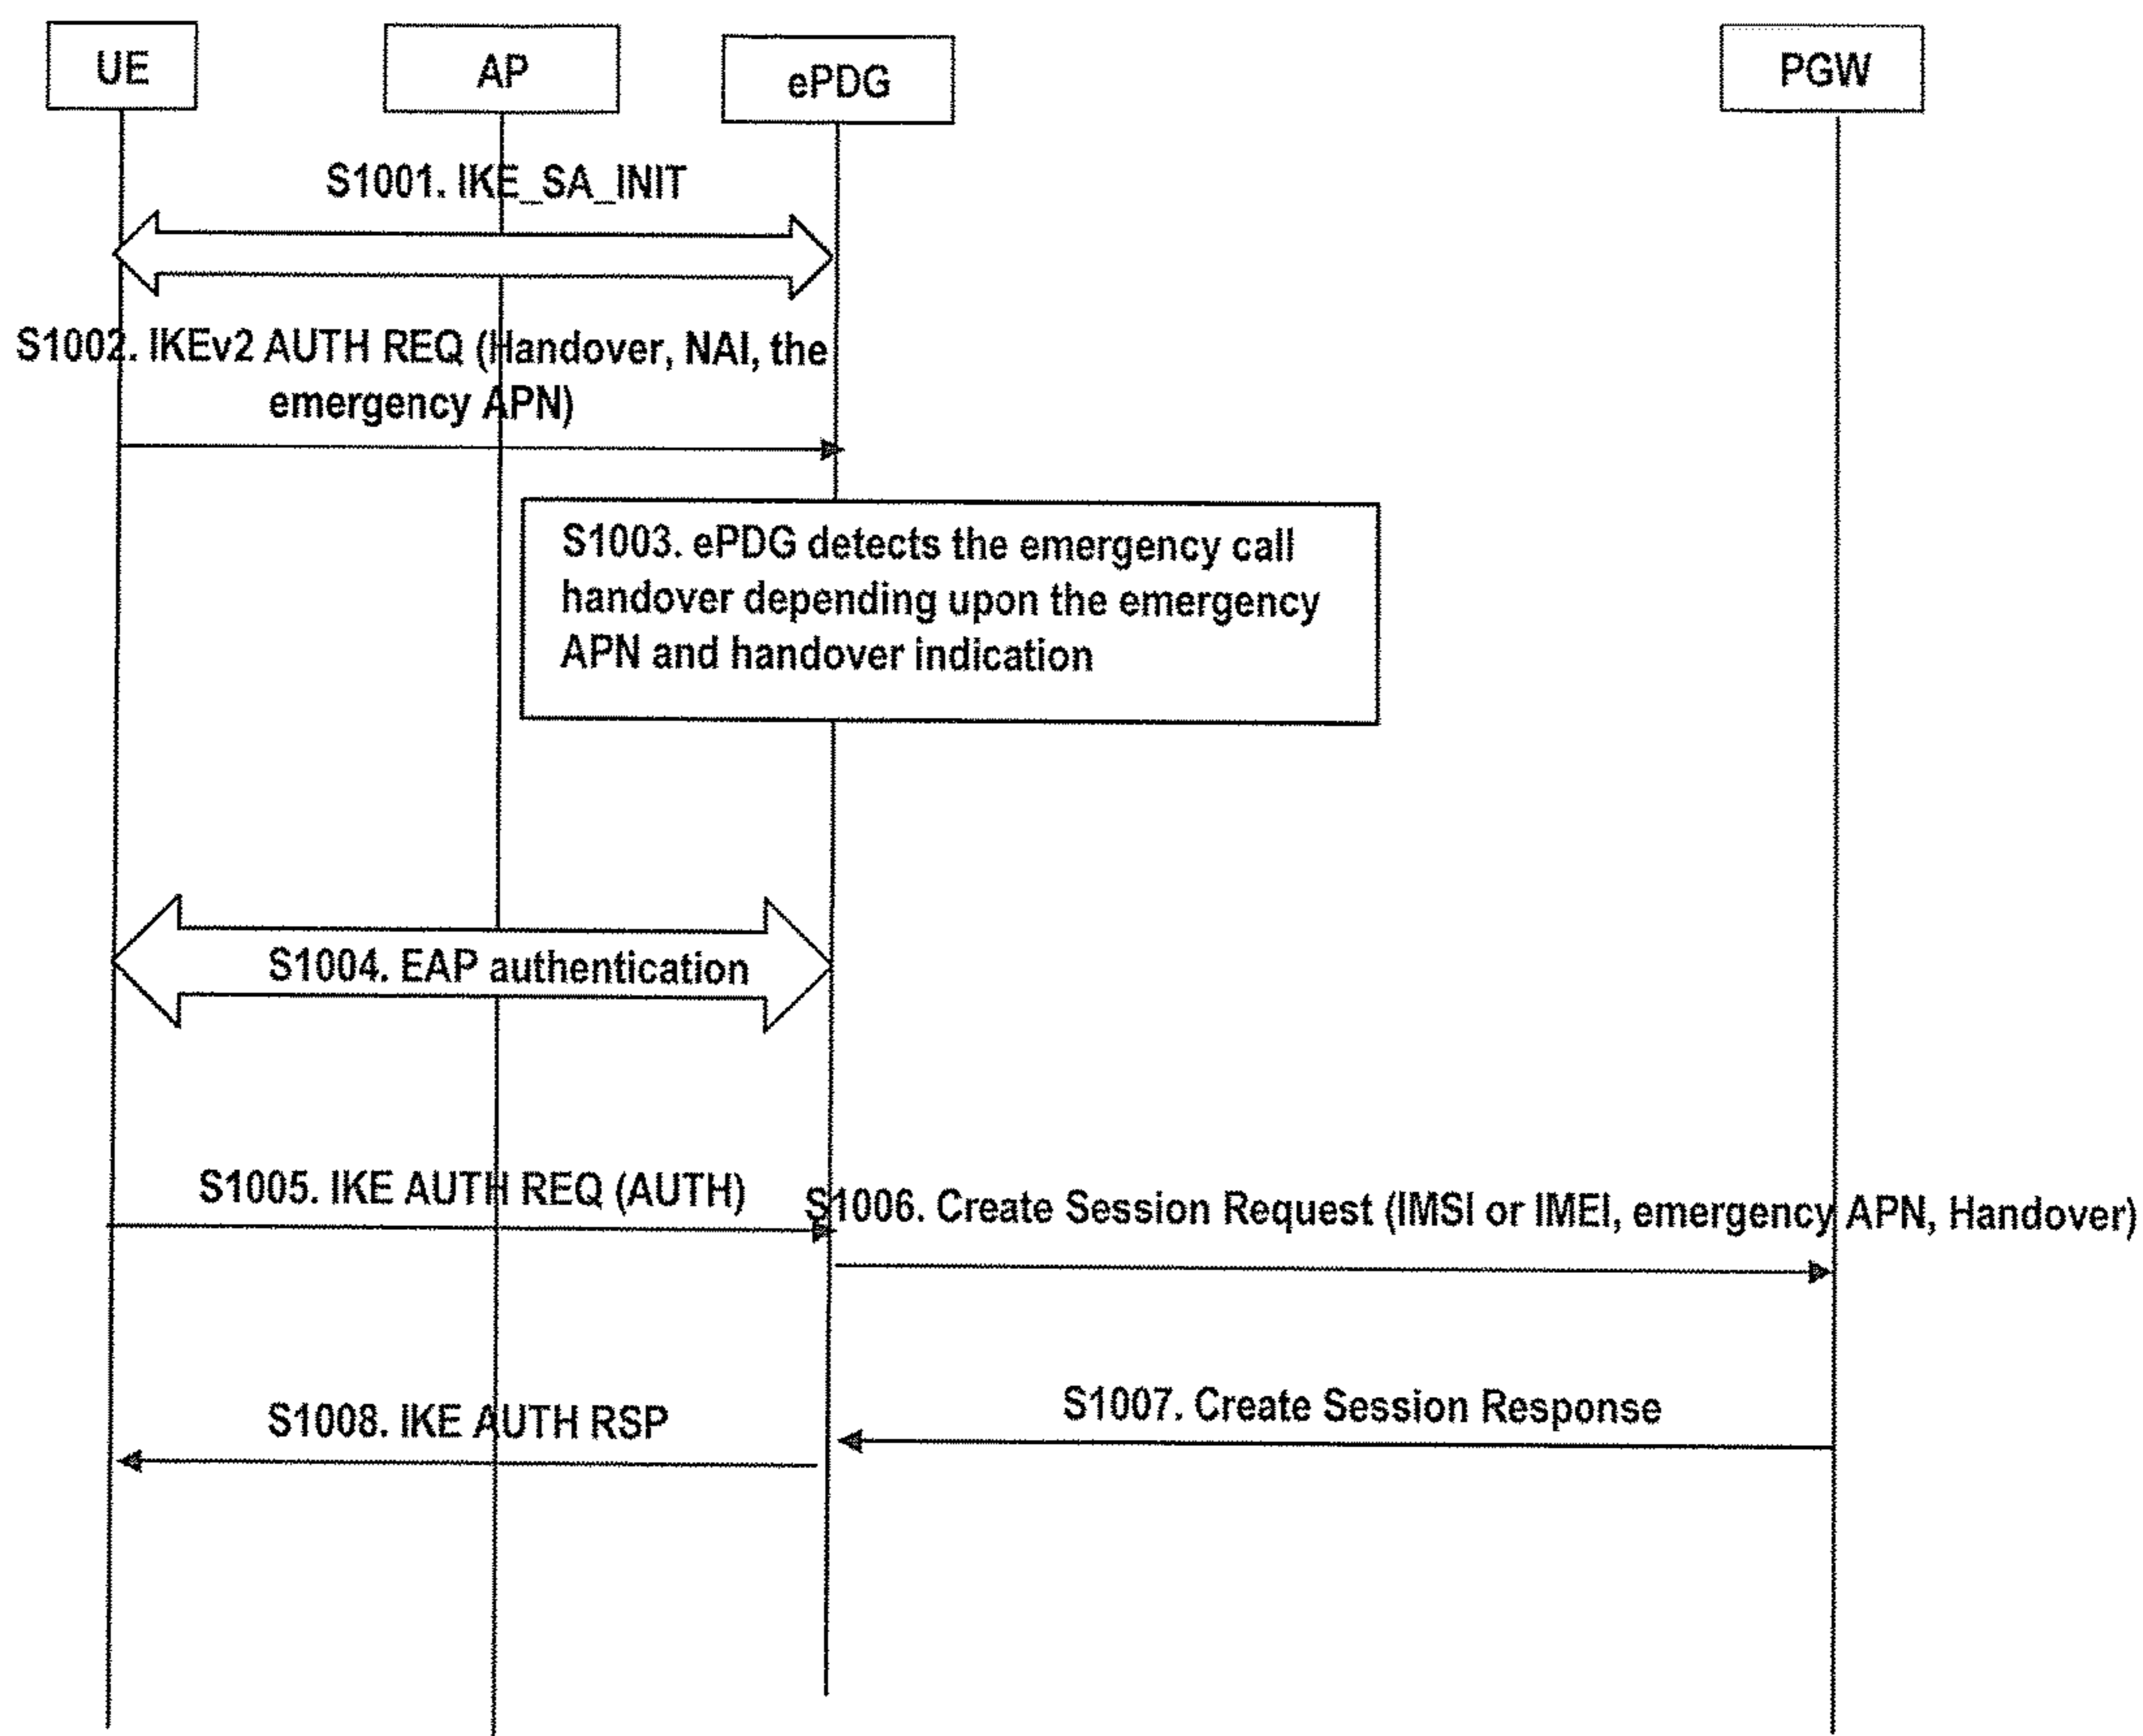 UE
AP
ePDG
PGW
S1001. IKE_SA_INIT
S1002. IKEv2 AUTH REQ (Handover, NAI, the
emergency APN)
S1003. ePDG detects the emergency call
handover depending upon the emergency
APN and handover indication
S1004. EAP authentication
S1005. IKE AUTH REQ (AUTH)
S1006. Create Session Request (IMSI or IMEI, emergency APN, Handover)
S1007. Create Session Response
S1008. IKE AUTH RSP